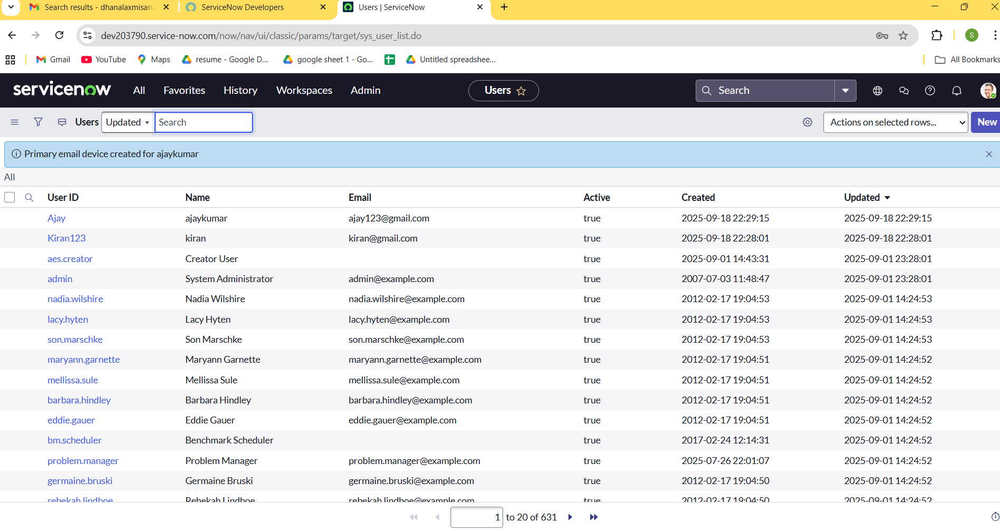 Search results - dhanalaxmisana
ServiceNow Developers
Users | ServiceNow
dev203790.service-now.com/now/nav/ui/classic/params/target/sys_user_list.do
S
Gmail
YouTube
Maps
resume - Google D...
google sheet 1 - Go...
Untitled spreadshee...
All Bookmarks
servicenow
All
Favorites
History
Workspaces
Admin
Users
Search
Users
Updated
Search
Actions on selected rows...
New
Primary email device created for ajaykumar
All
User ID Name Email Active Created Updated
Ajay ajaykumar ajay123@gmail.com true 2025-09-18 22:29:15 2025-09-18 22:29:15
Kiran123 kiran kiran@gmail.com true 2025-09-18 22:28:01 2025-09-18 22:28:01
aes.creator Creator User true 2025-09-01 14:43:31 2025-09-01 23:28:01
admin System Administrator admin@example.com true 2007-07-03 11:48:47 2025-09-01 23:28:01
nadia.wilshire Nadia Wilshire nadia.wilshire@example.com true 2012-02-17 19:04:53 2025-09-01 14:24:53
lacy.hyten Lacy Hyten lacy.hyten@example.com true 2012-02-17 19:04:53 2025-09-01 14:24:53
son.marschke Son Marschke son.marschke@example.com true 2012-02-17 19:04:53 2025-09-01 14:24:53
maryann.garnette Maryann Garnette maryann.garnette@example.com true 2012-02-17 19:04:51 2025-09-01 14:24:52
mellissa.sule Mellissa Sule mellissa.sule@example.com true 2012-02-17 19:04:51 2025-09-01 14:24:52
barbara.hindley Barbara Hindley barbara.hindley@example.com true 2012-02-17 19:04:51 2025-09-01 14:24:52
eddie.gauer Eddie Gauer eddie.gauer@example.com true 2012-02-17 19:04:51 2025-09-01 14:24:52
bm.scheduler Benchmark Scheduler true 2017-02-24 12:14:31 2025-09-01 14:24:52
problem.manager Problem Manager problem.manager@example.com true 2025-07-26 22:01:07 2025-09-01 14:24:52
germaine.bruski Germaine Bruski germaine.bruski@example.com true 2012-02-17 19:04:50 2025-09-01 14:24:52
rebekah.lindboe Rebekah Lindboe rebekah.lindboe@example.com true 2012-02-17 19:04:50 2025-09-01 14:24:52
1 to 20 of 631